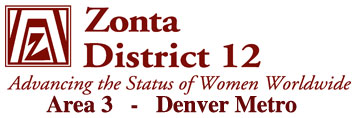 Zonta
District 12
Advancing the Status of Women Worldwide
Area 3 - Denver Metro